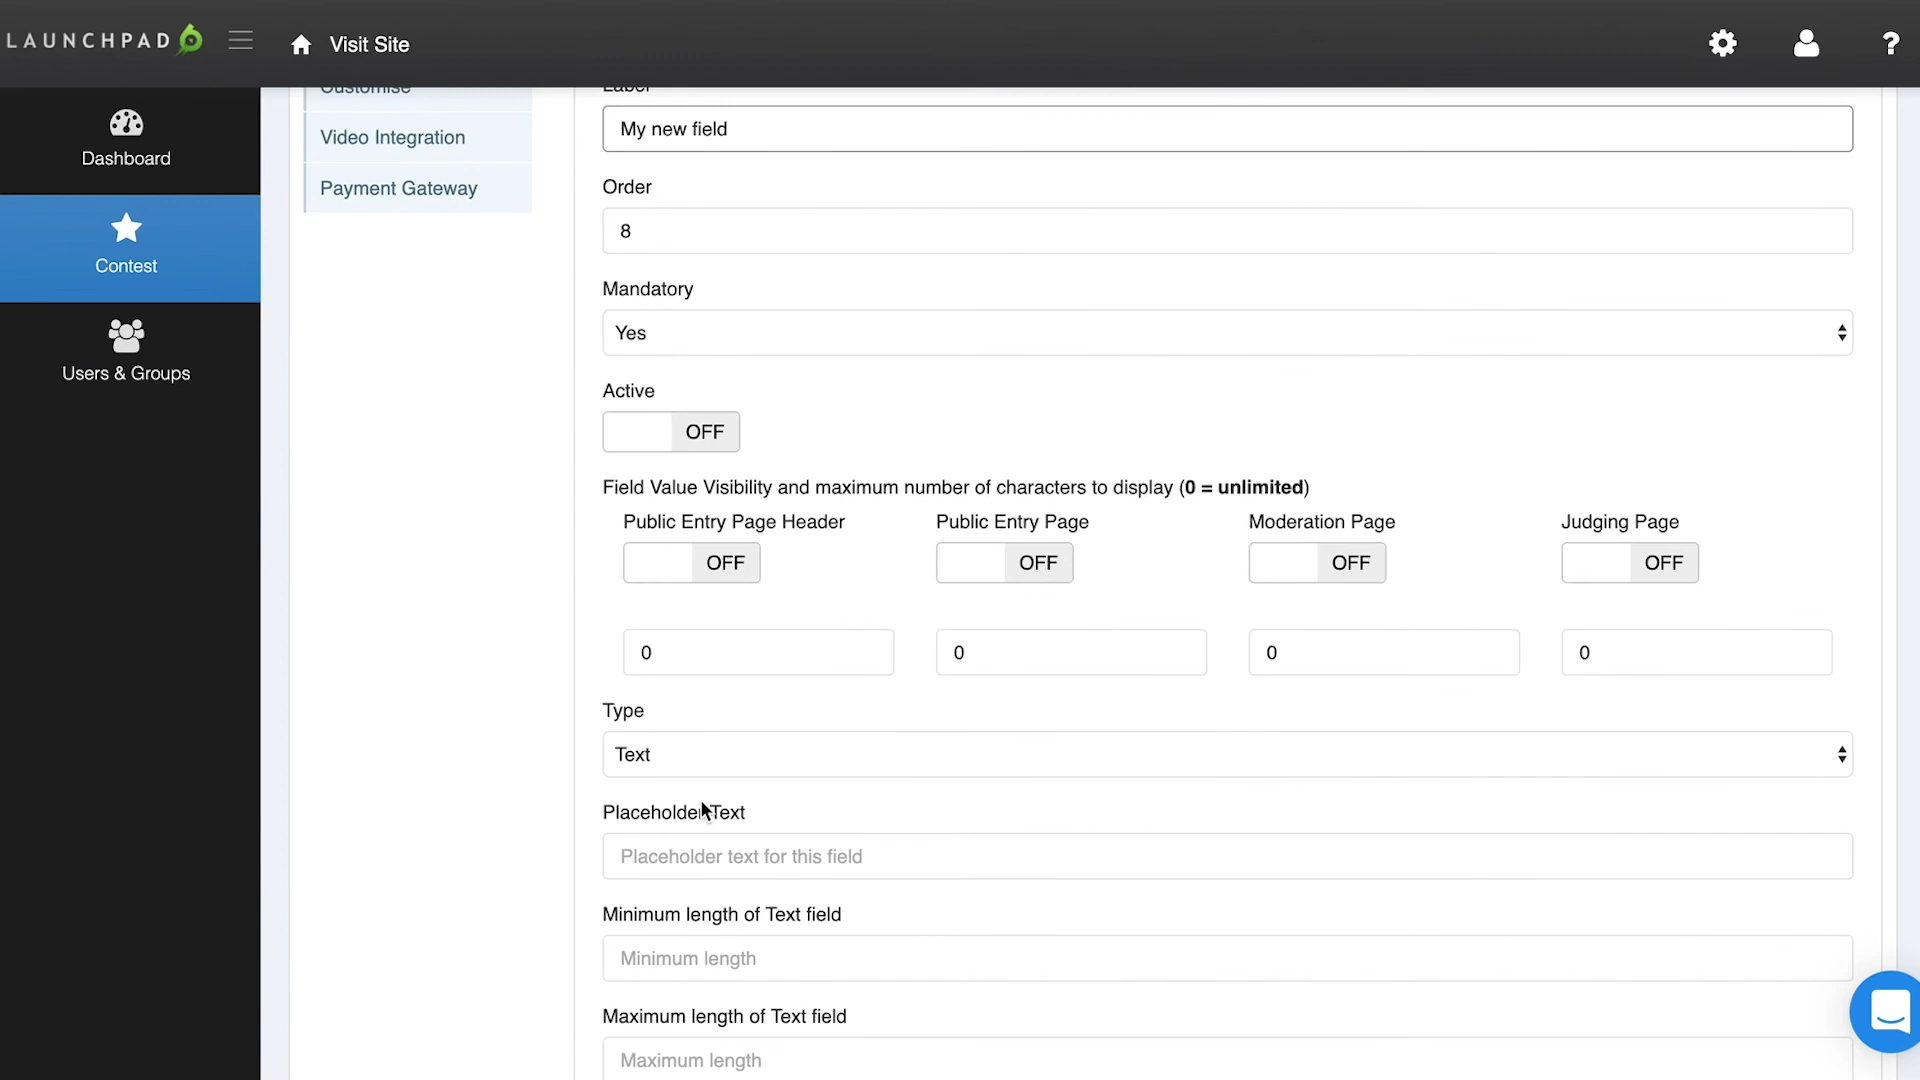 LAUNCHPAD
Visit Site
?
Dashboard
Contest
Users & Groups
Customise
Video Integration
Payment Gateway
Label
My new field
Order
8
Mandatory
Yes
Active
OFF
Field Value Visibility and maximum number of characters to display (0 = unlimited)
Public Entry Page Header
Public Entry Page
Moderation Page
Judging Page
OFF
OFF
OFF
OFF
0
0
0
0
Type
Text
Placeholder Text
Placeholder text for this field
Minimum length of Text field
Minimum length
Maximum length of Text field
Maximum length